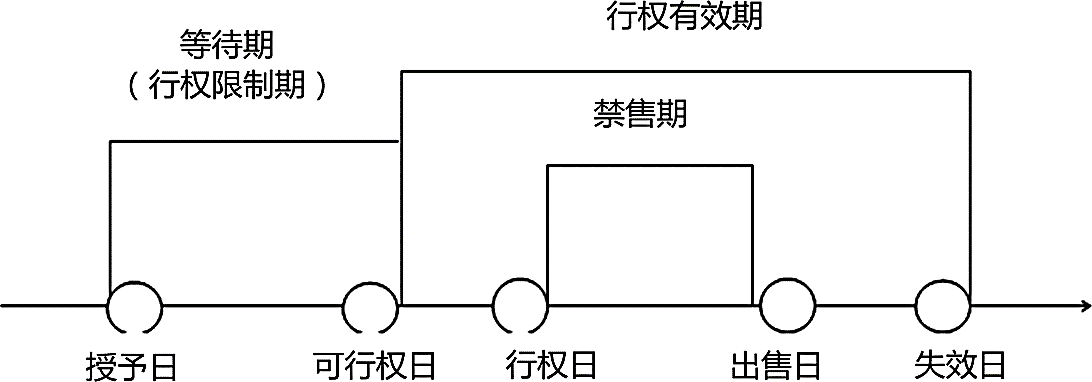 行权有效期
等待期
（行权限制期）
禁售期
授予日
可行权日
行权日
出售日
失效日